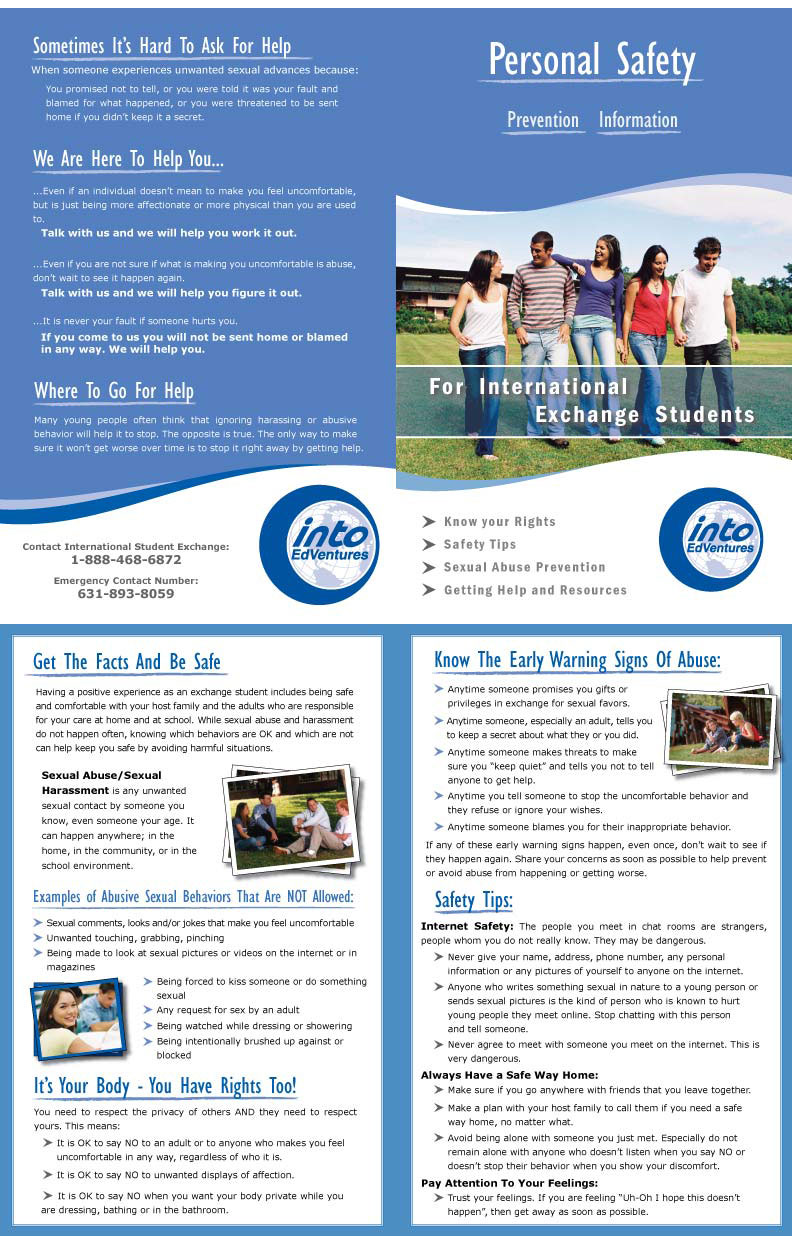 Sometimes It's Hard To Ask For Help
When someone experiences unwanted sexual advances because:
You promised not to tell, or you were told it was your fault and
blamed for what happened, or you were threatened to be sent
home if you didn't keep it a secret.
We Are Here To Help You...
...Even if an individual doesn't mean to make you feel uncomfortable,
but is just being more affectionate or more physical than you are used
to.
Talk with us and we will help you work it out.
...Even if you are not sure if what is making you uncomfortable is abuse,
don't wait to see it happen again.
Talk with us and we will help you figure it out.
...It is never your fault if someone hurts you.
If you come to us you will not be sent home or blamed
in any way. We will help you.
Where To Go For Help
Many young people often think that ignoring harassing or abusive
behavior will help it to stop. The opposite is true. The only way to make
sure it won't get worse over time is to stop it right away by getting help.
Contact International Student Exchange:
1-888-468-6872
Emergency Contact Number:
631-893-8059
into
EdVentures
Personal Safety
Prevention Information
For International
Exchange Students
Know your Rights
Safety Tips
Sexual Abuse Prevention
Getting Help and Resources
into
EdVentures
Get The Facts And Be Safe
Having a positive experience as an exchange student includes being safe
and comfortable with your host family and the adults who are responsible
for your care at home and at school. While sexual abuse and harassment
do not happen often, knowing which behaviors are OK and which are not
can help keep you safe by avoiding harmful situations.
Sexual Abuse/Sexual
Harassment is any unwanted
sexual contact by someone you
know, even someone your age. It
can happen anywhere; in the
home, in the community, or in the
school environment.
Examples of Abusive Sexual Behaviors That Are NOT Allowed:
Sexual comments, looks and/or jokes that make you feel uncomfortable
Unwanted touching, grabbing, pinching
Being made to look at sexual pictures or videos on the internet or in
magazines
Being forced to kiss someone or do something
sexual
Any request for sex by an adult
Being watched while dressing or showering
Being intentionally brushed up against or
blocked
It's Your Body - You Have Rights Too!
You need to respect the privacy of others AND they need to respect
yours. This means:
It is OK to say NO to an adult or to anyone who makes you feel
uncomfortable in any way, regardless of who it is.
It is OK to say NO to unwanted displays of affection.
It is OK to say NO when you want your body private while you
are dressing, bathing or in the bathroom.
Know The Early Warning Signs Of Abuse:
Anytime someone promises you gifts or
privileges in exchange for sexual favors.
Anytime someone, especially an adult, tells you
to keep a secret about what they or you did.
Anytime someone makes threats to make
sure you "keep quiet" and tells you not to tell
anyone to get help.
Anytime you tell someone to stop the uncomfortable behavior and
they refuse or ignore your wishes.
Anytime someone blames you for their inappropriate behavior.
If any of these early warning signs happen, even once, don't wait to see if
they happen again. Share your concerns as soon as possible to help prevent
or avoid abuse from happening or getting worse.
Safety Tips:
Internet Safety: The people you meet in chat rooms are strangers,
people whom you do not really know. They may be dangerous.
Never give your name, address, phone number, any personal
information or any pictures of yourself to anyone on the internet.
Anyone who writes something sexual in nature to a young person or
sends sexual pictures is the kind of person who is known to hurt
young people they meet online. Stop chatting with this person
and tell someone.
Never agree to meet with someone you meet on the internet. This is
very dangerous.
Always Have a Safe Way Home:
Make sure if you go anywhere with friends that you leave together.
Make a plan with your host family to call them if you need a safe
way home, no matter what.
Avoid being alone with someone you just met. Especially do not
remain alone with anyone who doesn't listen when you say NO or
doesn't stop their behavior when you show your discomfort.
Pay Attention To Your Feelings:
Trust your feelings. If you are feeling "Uh-Oh I hope this doesn't
happen", then get away as soon as possible.